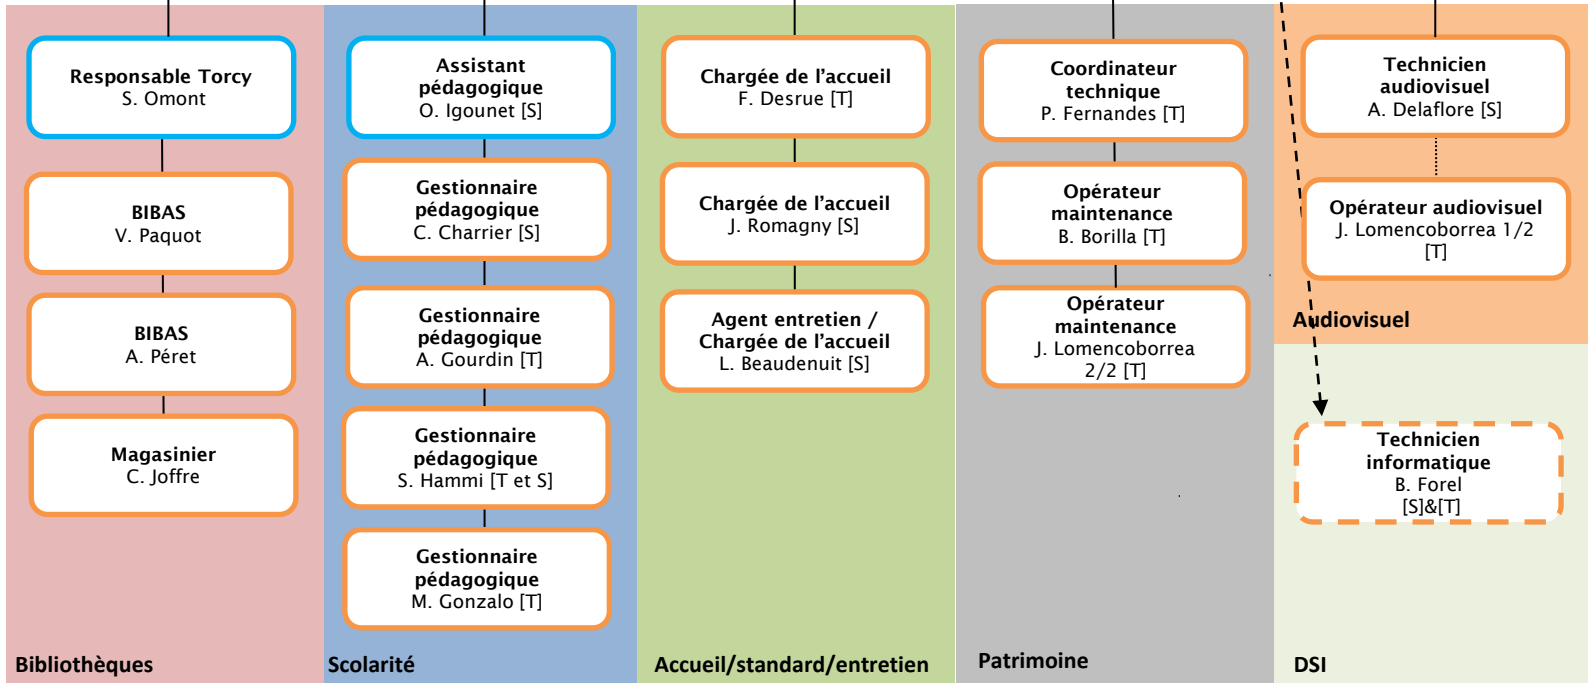 Responsable Torcy
S. Omont
BIBAS
V. Paquot
BIBAS
A. Péret
Magasinier
C. Joffre
Bibliothèques
Assistant
pédagogique
O. Igounet [S]
Gestionnaire
pédagogique
C. Charrier [S]
Gestionnaire
pédagogique
A. Gourdin [T]
Gestionnaire
pédagogique
S. Hammi [T et S]
Gestionnaire
pédagogique
M. Gonzalo [T]
Scolarité
Chargée de l’accueil
F. Desrue [T]
Chargée de l’accueil
J. Romagny [S]
Agent entretien /
Chargée de l’accueil
L. Beaudenuit [S]
Accueil/standard/entretien
Coordinateur
technique
P. Fernandes [T]
Opérateur
maintenance
B. Borilla [T]
Opérateur
maintenance
J. Lomencoborrea
2/2 [T]
Patrimoine
Technicien
audiovisuel
A. Delaflore [S]
Opérateur audiovisuel
J. Lomencoborrea 1/2
[T]
Audiovisuel
Technicien
informatique
B. Forel
[S]&[T]
DSI